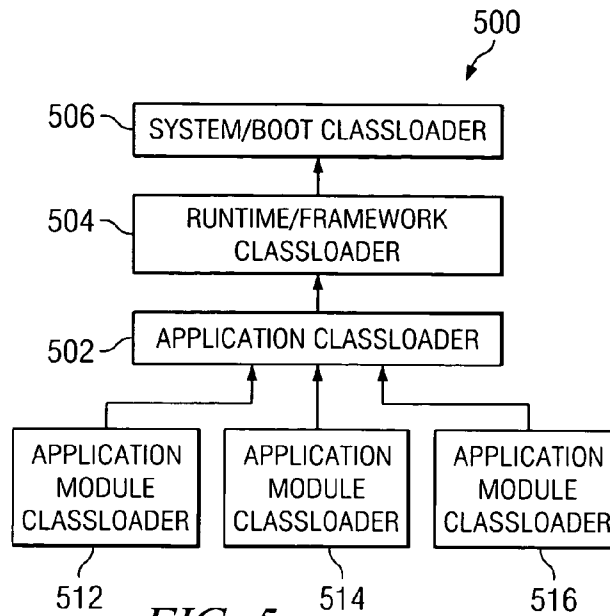 500
506
SYSTEM/BOOT CLASSLOADER
504
RUNTIME/FRAMEWORK
CLASSLOADER
502
APPLICATION CLASSLOADER
APPLICATION
MODULE
CLASSLOADER
APPLICATION
MODULE
CLASSLOADER
APPLICATION
MODULE
CLASSLOADER
512
FIG. 5
514
516